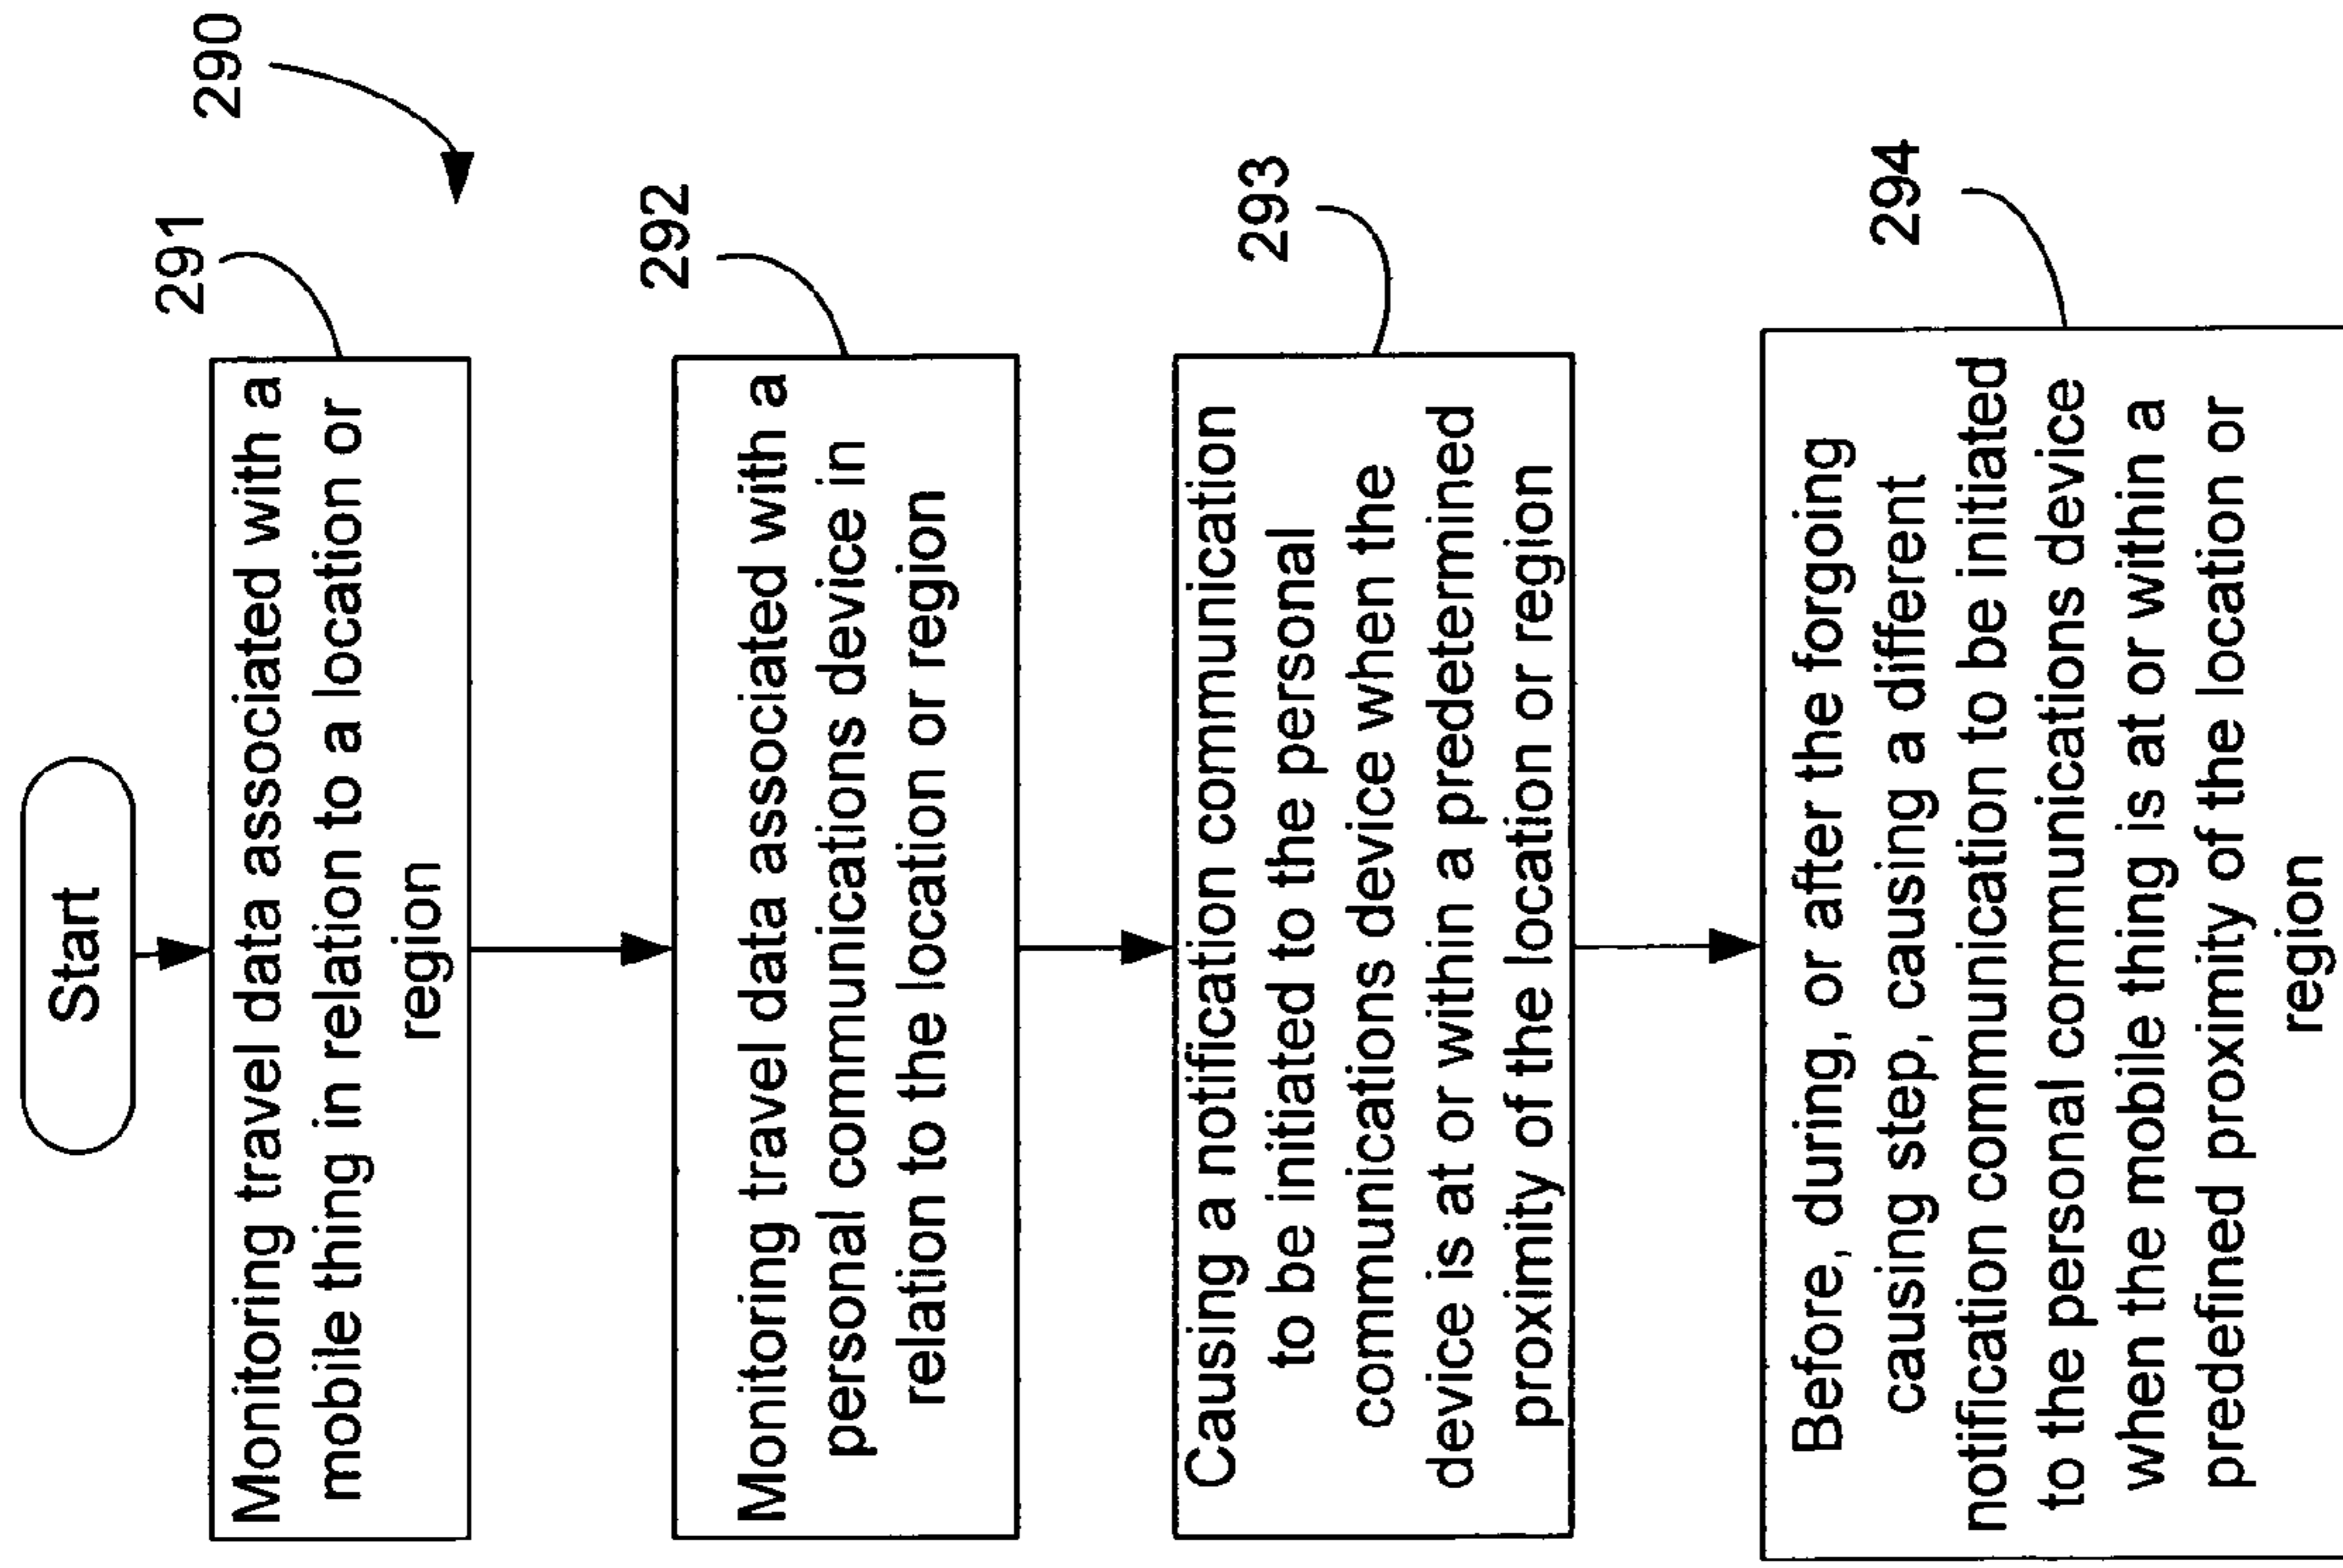 Start
290
291
Monitoring travel data associated with a
mobile thing in relation to a location or
region
292
Monitoring travel data associated with a
personal communications device in
relation to the location or region
293
Causing a notification communication
to be initiated to the personal
communications device when the
device is at or within a predetermined
proximity of the location or region
294
Before, during, or after the forgoing
causing step, causing a different
notification communication to be initiated
to the personal communications device
when the mobile thing is at or within a
predefined proximity of the location or
region